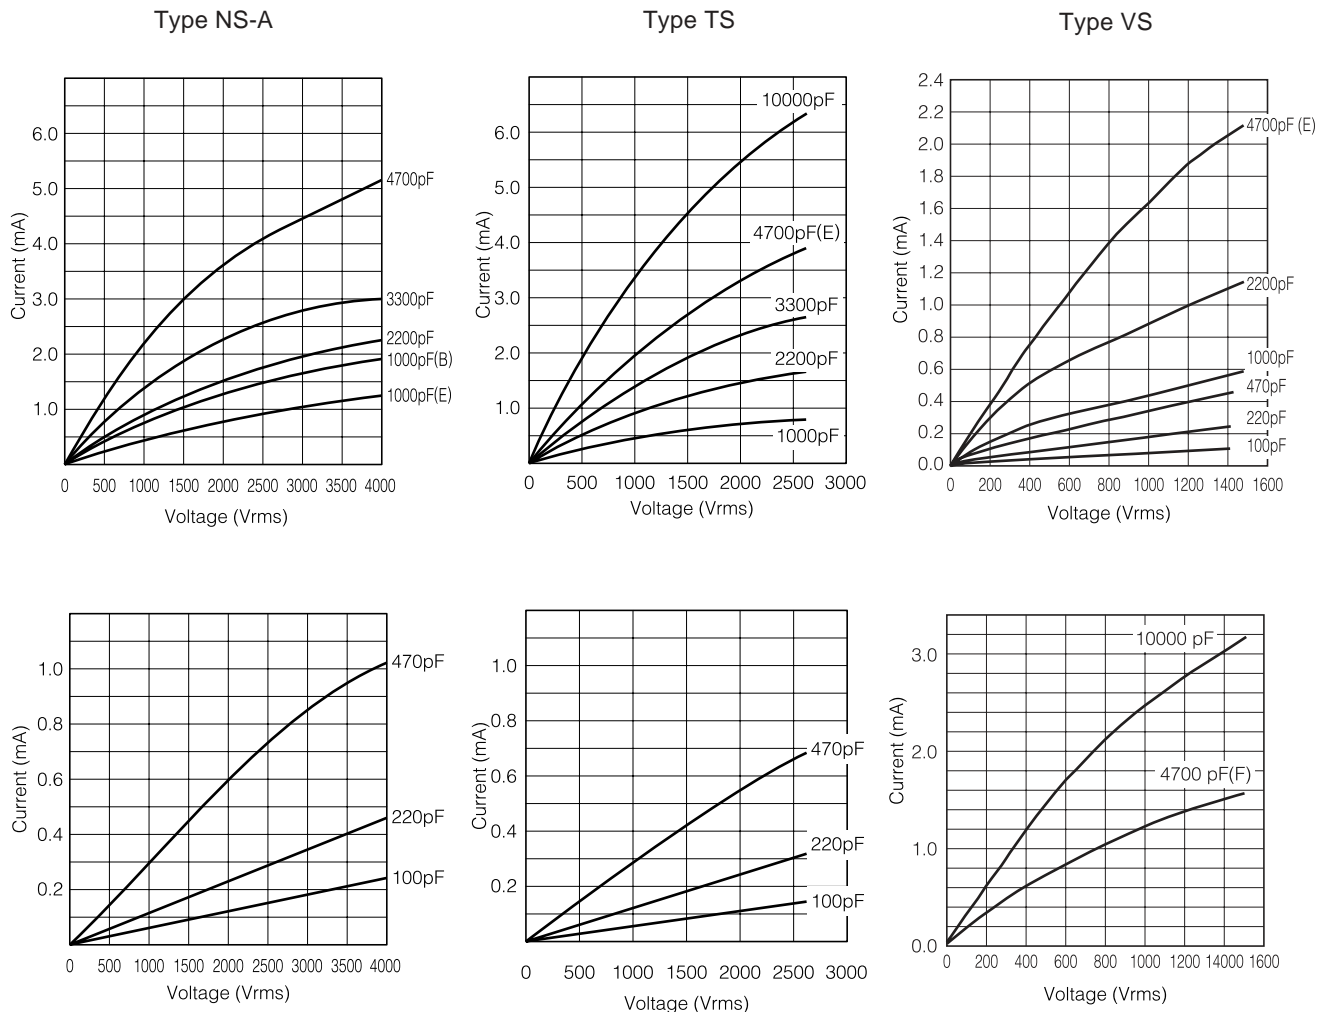 Type NS-A
Type TS
Type VS
6.0
5.0
4.0
3.0
2.0
1.0
Current (mA)
4700pF
3300pF
2200pF
1000pF(B)
1000pF(E)
0 500 1000 1500 2000 2500 3000 3500 4000
Voltage (Vrms)
6.0
5.0
4.0
3.0
2.0
1.0
Current (mA)
10000pF
4700pF(E)
3300pF
2200pF
1000pF
0 500 1000 1500 2000 2500 3000
Voltage (Vrms)
2.4
2.2
2.0
1.8
1.6
1.4
1.2
1.0
0.8
0.6
0.4
0.2
0.0
Current (mA)
4700pF (E)
2200pF
1000pF
470pF
220pF
100pF
0 200 400 600 800 1000 1200 1400 1600
Voltage (Vrms)
1.0
0.8
0.6
0.4
0.2
Current (mA)
470pF
220pF
100pF
0 500 1000 1500 2000 2500 3000 3500 4000
Voltage (Vrms)
1.0
0.8
0.6
0.4
0.2
Current (mA)
470pF
220pF
100pF
0 500 1000 1500 2000 2500 3000
Voltage (Vrms)
3.0
2.0
1.0
0.0
Current (mA)
10000 pF
4700 pF(F)
0 200 400 600 800 1000 1200 14000 1600
Voltage (Vrms)